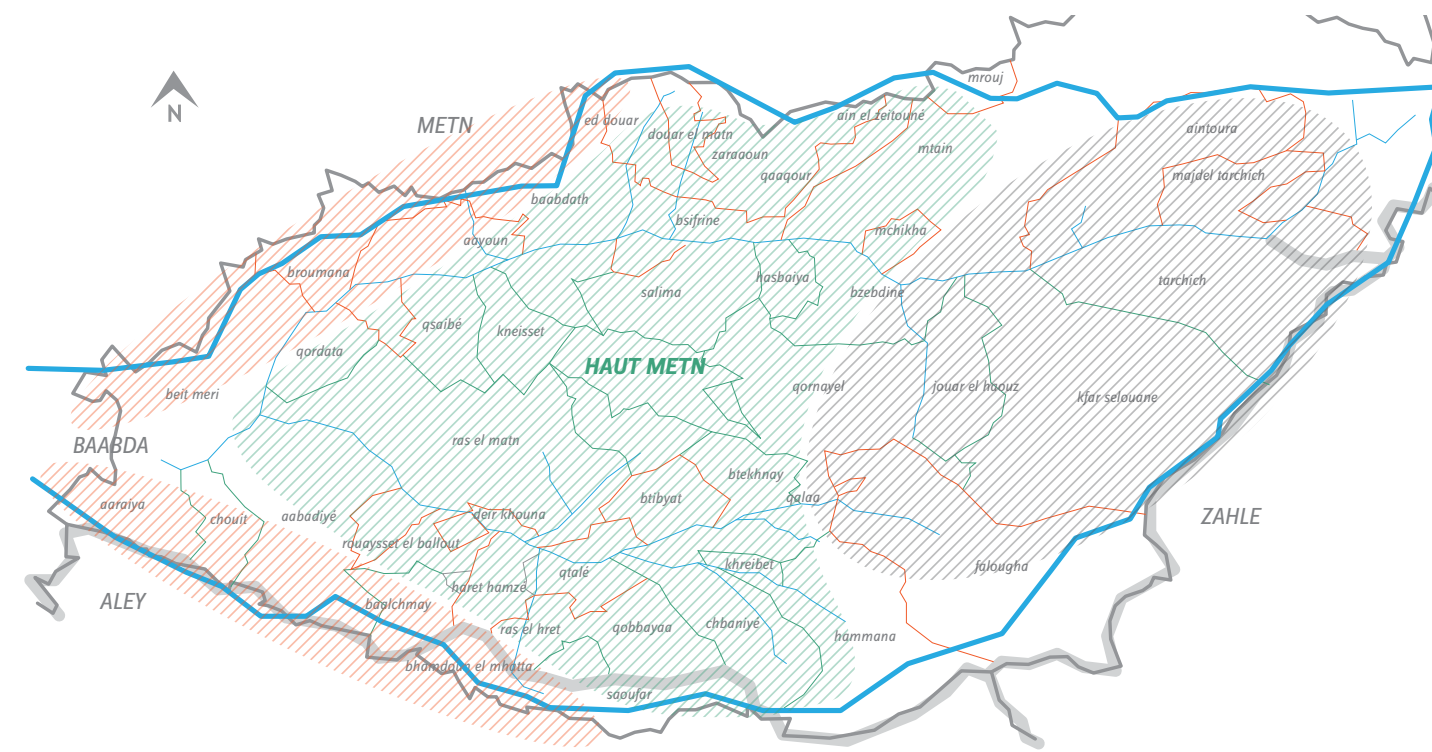 mrouj
N
METN
ed douar
douar el matn
ain el zeitouné
aintoura
zaraaoun
mtain
qaaqour
majdel tarchich
baabdath
bsifrine
mchikha
aayoun
broumana
hasbaiya
tarchich
salima
bzebdine
qsaibé
kneisset
qordata
HAUT METN
qornayel
jouar el haouz
beit meri
kfar selouane
BAABDA
ras el matn
btekhnay
aaraiya
btibyat
qalaa
chouit
aabadiyé
deir khouna
ZAHLE
rouaysset el ballout
khreibet
falougha
qtalé
haret hamze
ALEY
baalchmay
ras el hret
qobbayaa
chbaniyé
hammana
bhamdoun el mhatta
saoufar